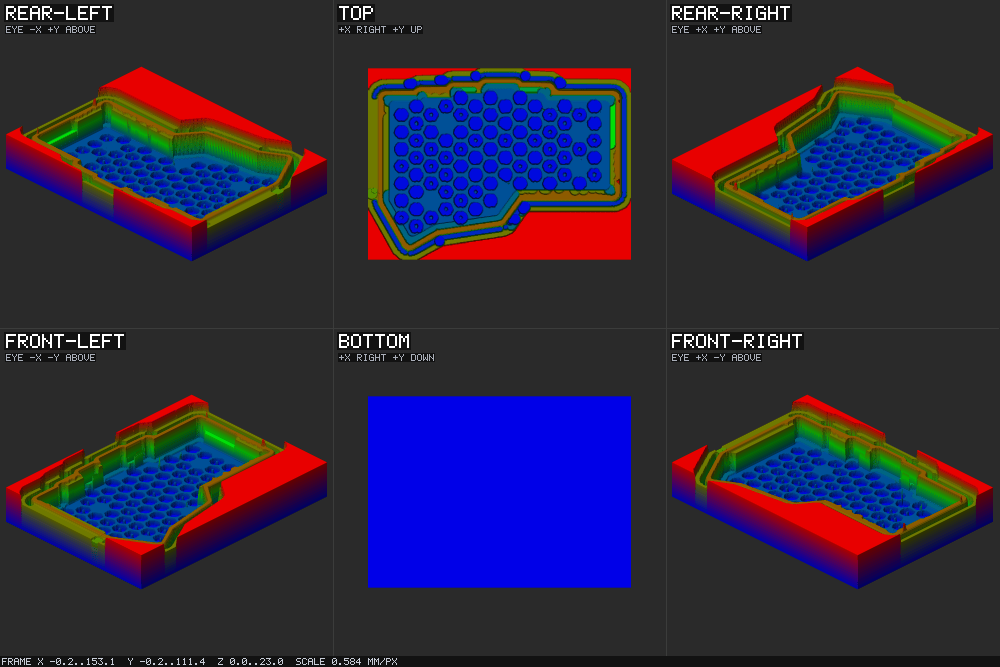 REAR-LEFT
EYE -X +Y ABOVE
TOP
+X RIGHT +Y UP
REAR-RIGHT
EYE +X +Y ABOVE
FRONT-LEFT
EYE -X -Y ABOVE
BOTTOM
+X RIGHT +Y DOWN
FRONT-RIGHT
EYE +X -Y ABOVE
FRAME X -0.2..153.1 Y -0.2..111.4 Z 0.0..23.0 SCALE 0.584 MM/PX